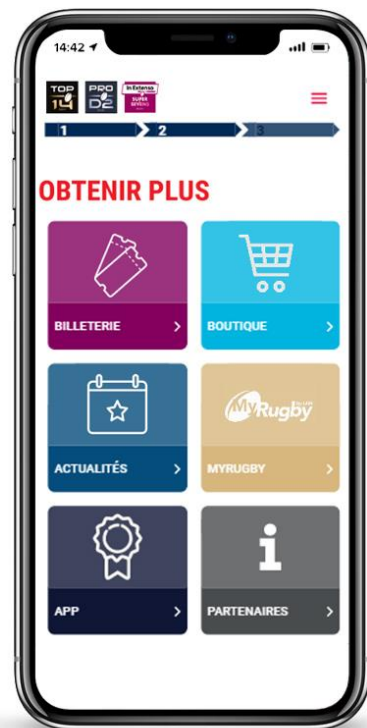 14:42
TOP
14
PRO
D2
In Extenso
SUPER
SEVENS
1
2
3
OBTENIR PLUS
BILLETERIE
BOUTIQUE
MyRugby
ACTUALITÉS
MYRUGBY
APP
PARTENAIRES